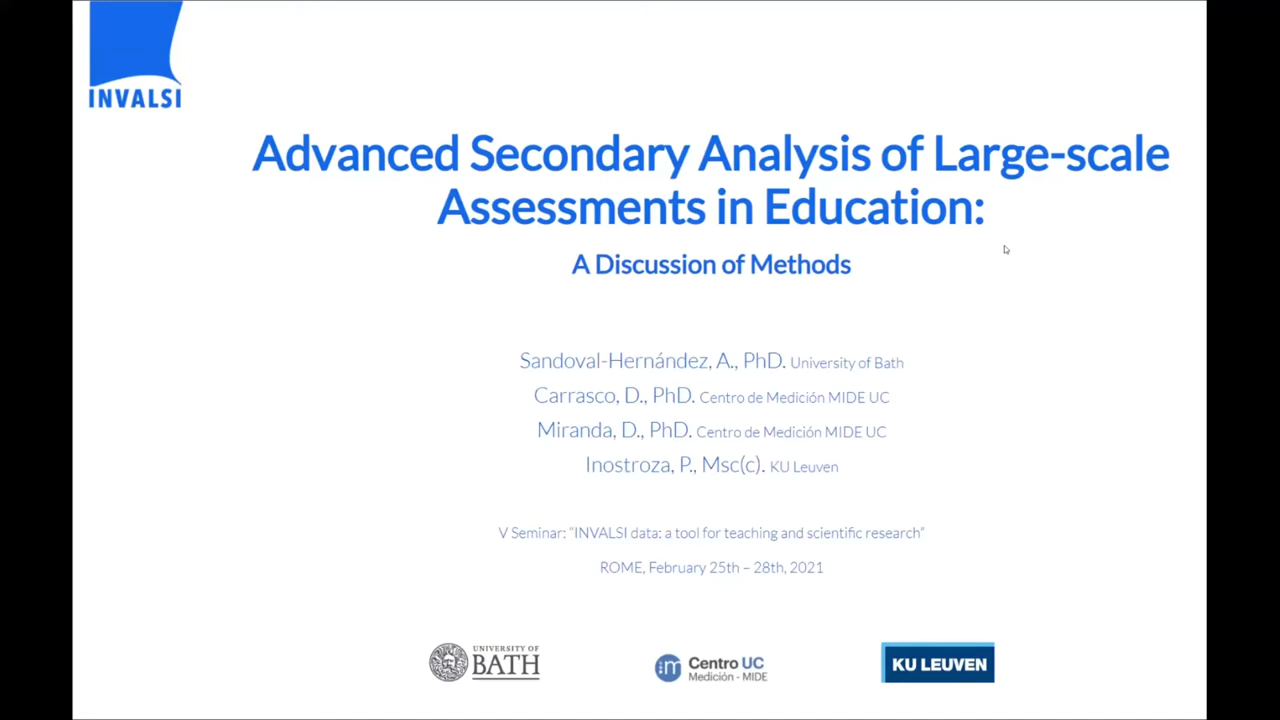 INVALSI
Advanced Secondary Analysis of Large-scale
Assessments in Education:
A Discussion of Methods
Sandoval-Hernández, A., PhD. University of Bath
Carrasco, D., PhD. Centro de Medición MIDE UC
Miranda, D., PhD. Centro de Medición MIDE UC
Inostroza, P., Msc(c). KU Leuven
V Seminar: “INVALSI data: a tool for teaching and scientific research”
ROME, February 25th – 28th, 2021
UNIVERSITY OF
BATH
m Centro UC
Medición - MIDE
KU LEUVEN